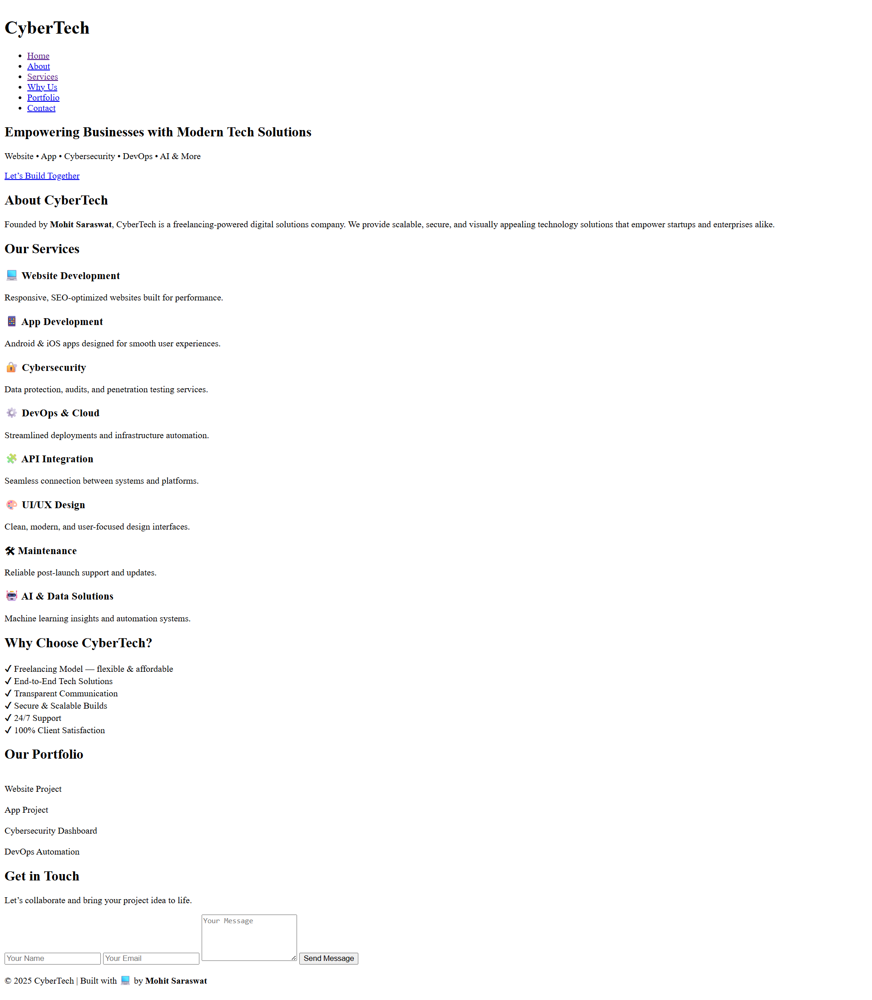 CyberTech
• Home
• About
• Services
• Why Us
• Portfolio
• Contact
Empowering Businesses with Modern Tech Solutions
Website • App • Cybersecurity • DevOps • AI & More
Let’s Build Together
About CyberTech
Founded by Mohit Saraswat, CyberTech is a freelancing-powered digital solutions company. We provide scalable, secure, and visually appealing technology solutions that empower startups and enterprises alike.
Our Services
💻 Website Development
Responsive, SEO-optimized websites built for performance.
📱 App Development
Android & iOS apps designed for smooth user experiences.
🔐 Cybersecurity
Data protection, audits, and penetration testing services.
⚙️ DevOps & Cloud
Streamlined deployments and infrastructure automation.
🧩 API Integration
Seamless connection between systems and platforms.
🎨 UI/UX Design
Clean, modern, and user-focused design interfaces.
🛠 Maintenance
Reliable post-launch support and updates.
🤖 AI & Data Solutions
Machine learning insights and automation systems.
Why Choose CyberTech?
✔ Freelancing Model — flexible & affordable
✔ End-to-End Tech Solutions
✔ Transparent Communication
✔ Secure & Scalable Builds
✔ 24/7 Support
✔ 100% Client Satisfaction
Our Portfolio
Website Project
App Project
Cybersecurity Dashboard
DevOps Automation
Get in Touch
Let’s collaborate and bring your project idea to life.
Your Name Your Email Your Message Send Message
© 2025 CyberTech | Built with 💻 by Mohit Saraswat